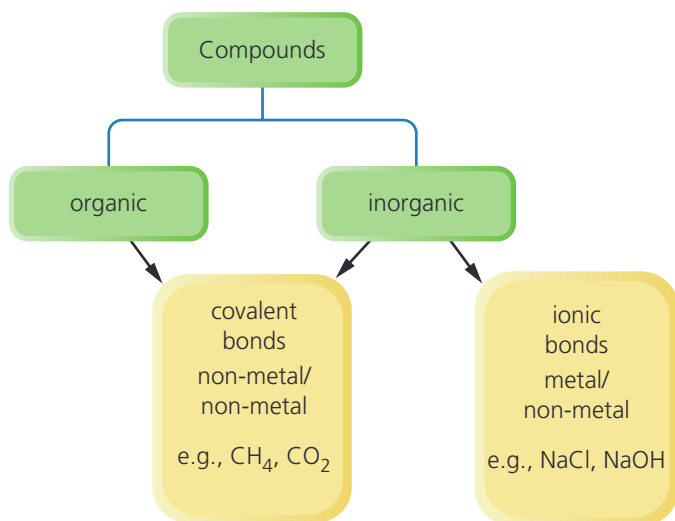 Compounds
organic
inorganic
covalent
bonds
non-metal/
non-metal
e.g., CH₄, CO₂
ionic
bonds
metal/
non-metal
e.g., NaCl, NaOH